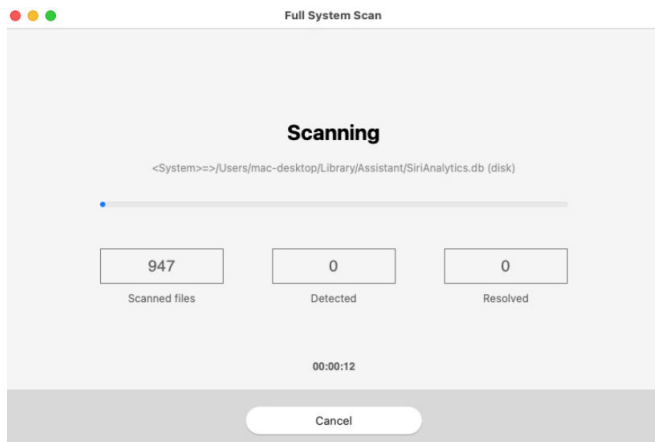 Full System Scan
Scanning
<System>=>/Users/mac-desktop/Library/Assistant/SiriAnalytics.db (disk)
947 0 0
Scanned files Detected Resolved
00:00:12
Cancel